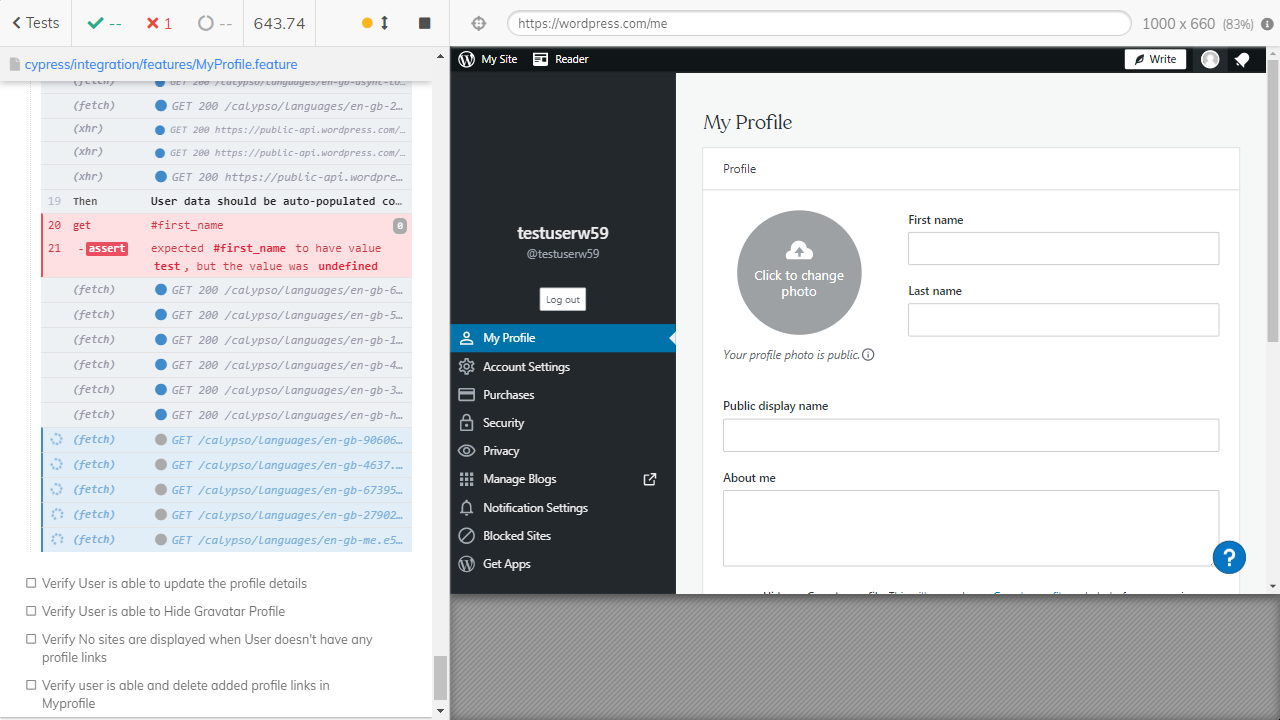 Tests
--
1
--
643.74
cypress/integration/features/MyProfile.feature
(fetch) GET 200 /calypso/languages/en-gb-async-lo…
(fetch) GET 200 /calypso/languages/en-gb-2…
(xhr) GET 200 https://public-api.wordpress.com/…
(xhr) GET 200 https://public-api.wordpress.com/…
(xhr) GET 200 https://public-api.wordpre…
19 Then User data should be auto-populated co…
20 get #first_name 0
21 -assert expected #first_name to have value
test, but the value was undefined
(fetch) GET 200 /calypso/languages/en-gb-6…
(fetch) GET 200 /calypso/languages/en-gb-5…
(fetch) GET 200 /calypso/languages/en-gb-1…
(fetch) GET 200 /calypso/languages/en-gb-4…
(fetch) GET 200 /calypso/languages/en-gb-3…
(fetch) GET 200 /calypso/languages/en-gb-h…
(fetch) GET /calypso/languages/en-gb-90606…
(fetch) GET /calypso/languages/en-gb-4637.…
(fetch) GET /calypso/languages/en-gb-67395…
(fetch) GET /calypso/languages/en-gb-27902…
(fetch) GET /calypso/languages/en-gb-me.e5…
Verify User is able to update the profile details
Verify User is able to Hide Gravatar Profile
Verify No sites are displayed when User doesn't have any
profile links
Verify user is able and delete added profile links in
Myprofile
https://wordpress.com/me
1000 x 660 (83%)
My Site
Reader
Write
testuserw59
@testuserw59
Log out
My Profile
Account Settings
Purchases
Security
Privacy
Manage Blogs
Notification Settings
Blocked Sites
Get Apps
My Profile
Profile
Click to change
photo
Your profile photo is public.
First name
Last name
Public display name
About me
?